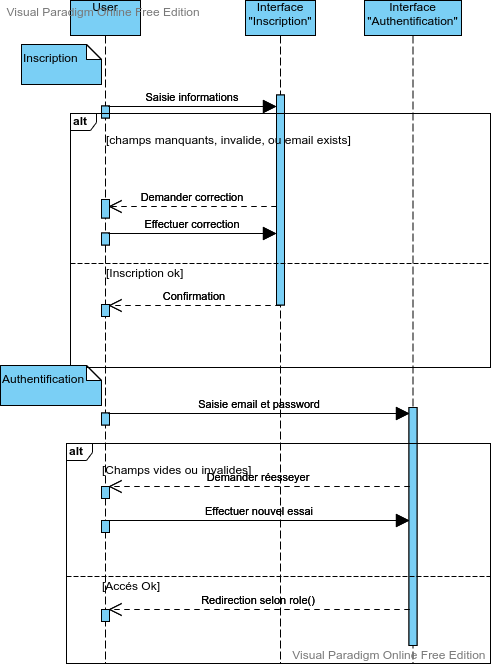 Visual Paradigm Online Free Edition
User
Interface
"Inscription"
Interface
"Authentification"
Inscription
Saisie informations
alt
[champs manquants, invalide, ou email exists]
Demander correction
Effectuer correction
[Inscription ok]
Confirmation
Authentification
Saisie email et password
alt
[Champs vides ou invalides]
Demander réesseyer
Effectuer nouvel essai
[Accés Ok]
Redirection selon role()
Visual Paradigm Online Free Edition